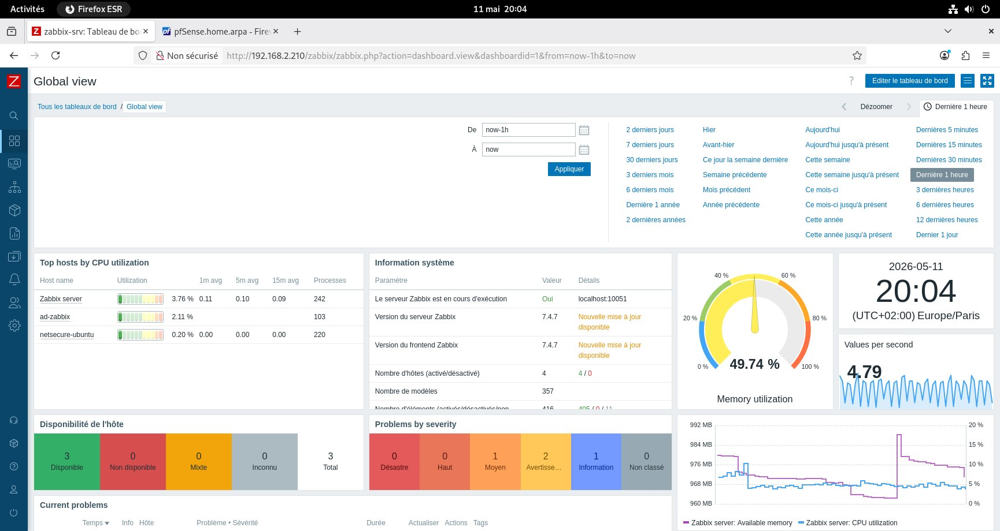 Activités
Firefox ESR
11 mai 20:04
zabbix-srv: Tableau de bo
pfSense.home.arpa - Firew
Non sécurisé
http://192.168.2.210/zabbix/zabbix.php?action=dashboard.view&dashboardid=1&from=now-1h&to=now
Z
Global view
?
Editer le tableau de bord
Tous les tableaux de bord / Global view
Dézoomer
Dernière 1 heure
De now-1h
À now
Appliquer
2 derniers jours Hier Aujourd'hui Dernières 5 minutes
7 derniers jours Avant-hier Aujourd'hui jusqu'à présent Dernières 15 minutes
30 derniers jours Ce jour la semaine dernière Cette semaine Dernières 30 minutes
3 derniers mois Semaine précédente Cette semaine jusqu'à présent Dernière 1 heure
6 derniers mois Mois précédent Ce mois-ci 3 dernières heures
Dernière 1 année Année précédente Ce mois-ci jusqu'à présent 6 dernières heures
2 dernières années Cette année 12 dernières heures
Cette année jusqu'à présent Dernier 1 jour
Top hosts by CPU utilization
Host name Utilization 1m avg 5m avg 15m avg Processes
Zabbix server 3.76 % 0.11 0.10 0.09 242
ad-zabbix 2.11 % 103
netsecure-ubuntu 0.20 % 0.00 0.00 0.00 220
Information système
Paramètre Valeur Détails
Le serveur Zabbix est en cours d'exécution Oui localhost:10051
Version du serveur Zabbix 7.4.7 Nouvelle mise à jour
disponible
Version du frontend Zabbix 7.4.7 Nouvelle mise à jour
disponible
Nombre d'hôtes (activé/désactivé) 4 4 / 0
Nombre de modèles 357
Nombre d'éléments (activés/désactivés/non 416 405 / 0 / 11
40 % 60 %
20 % 80 %
0 % 49.74 % 100 %
Memory utilization
2026-05-11
20:04
(UTC+02:00) Europe/Paris
Values per second
4.79
Disponibilité de l'hôte
3 0 0 0 3
Disponible Non disponible Mixte Inconnu Total
Problems by severity
0 0 1 2 1 0
Désastre Haut Moyen Avertisse… Information Non classé
992 MB 20 %
984 MB 15 %
976 MB 10 %
968 MB 5 %
960 MB 0 %
Zabbix server: Available memory Zabbix server: CPU utilization
Current problems
Temps Info Hôte Problème • Sévérité Durée Actualiser Actions Tags